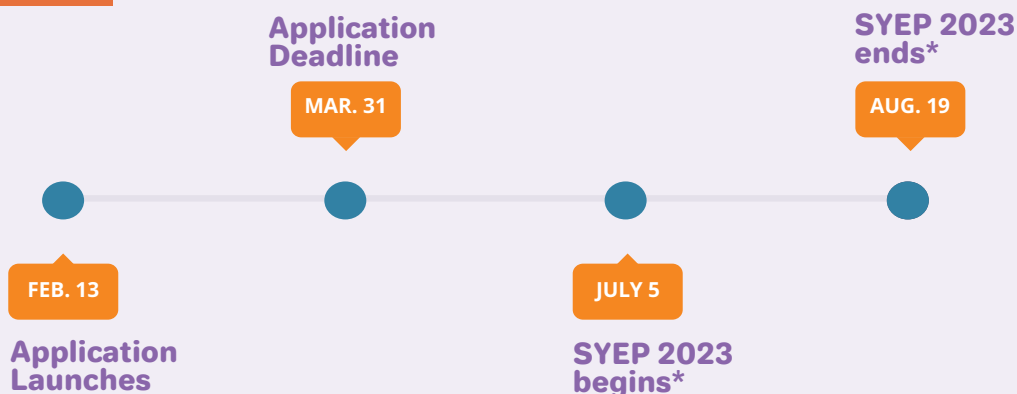 Application
Deadline
MAR. 31
SYEP 2023
ends*
AUG. 19
FEB. 13
Application
Launches
JULY 5
SYEP 2023
begins*